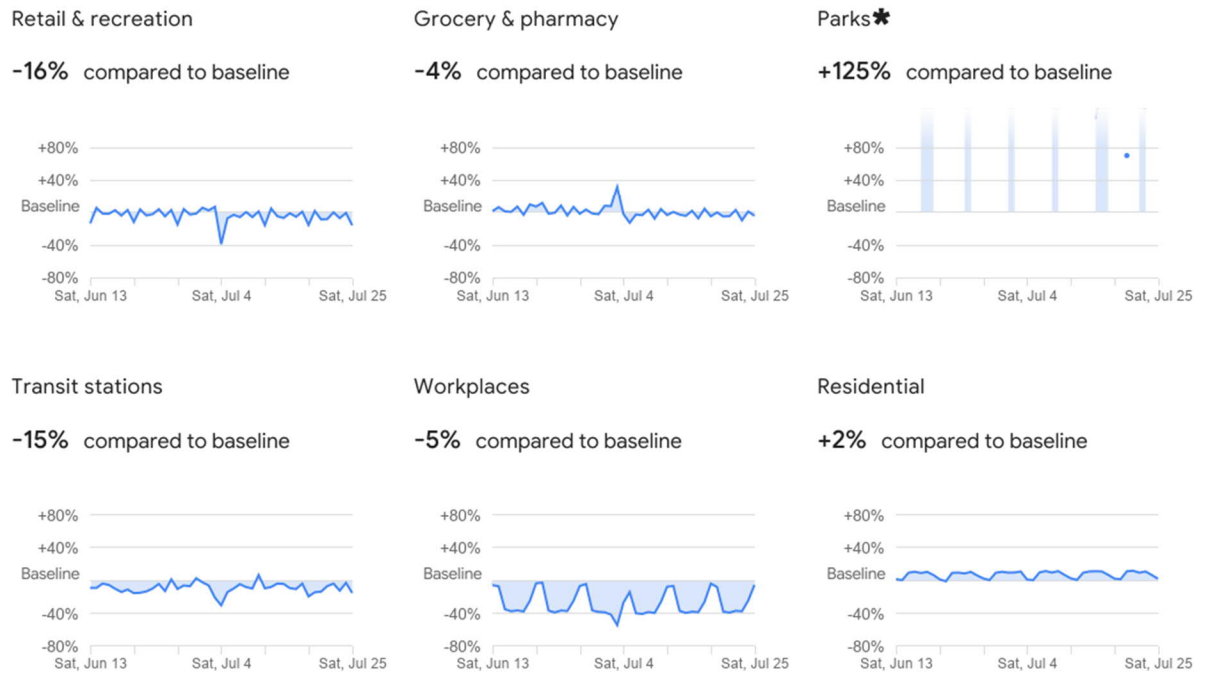 Retail & recreation
-16% compared to baseline
+80%
+40%
Baseline
-40%
-80%
Sat, Jun 13 Sat, Jul 4 Sat, Jul 25
Grocery & pharmacy
-4% compared to baseline
+80%
+40%
Baseline
-40%
-80%
Sat, Jun 13 Sat, Jul 4 Sat, Jul 25
Parks*
+125% compared to baseline
+80%
+40%
Baseline
-40%
-80%
Sat, Jun 13 Sat, Jul 4 Sat, Jul 25
Transit stations
-15% compared to baseline
+80%
+40%
Baseline
-40%
-80%
Sat, Jun 13 Sat, Jul 4 Sat, Jul 25
Workplaces
-5% compared to baseline
+80%
+40%
Baseline
-40%
-80%
Sat, Jun 13 Sat, Jul 4 Sat, Jul 25
Residential
+2% compared to baseline
+80%
+40%
Baseline
-40%
-80%
Sat, Jun 13 Sat, Jul 4 Sat, Jul 25